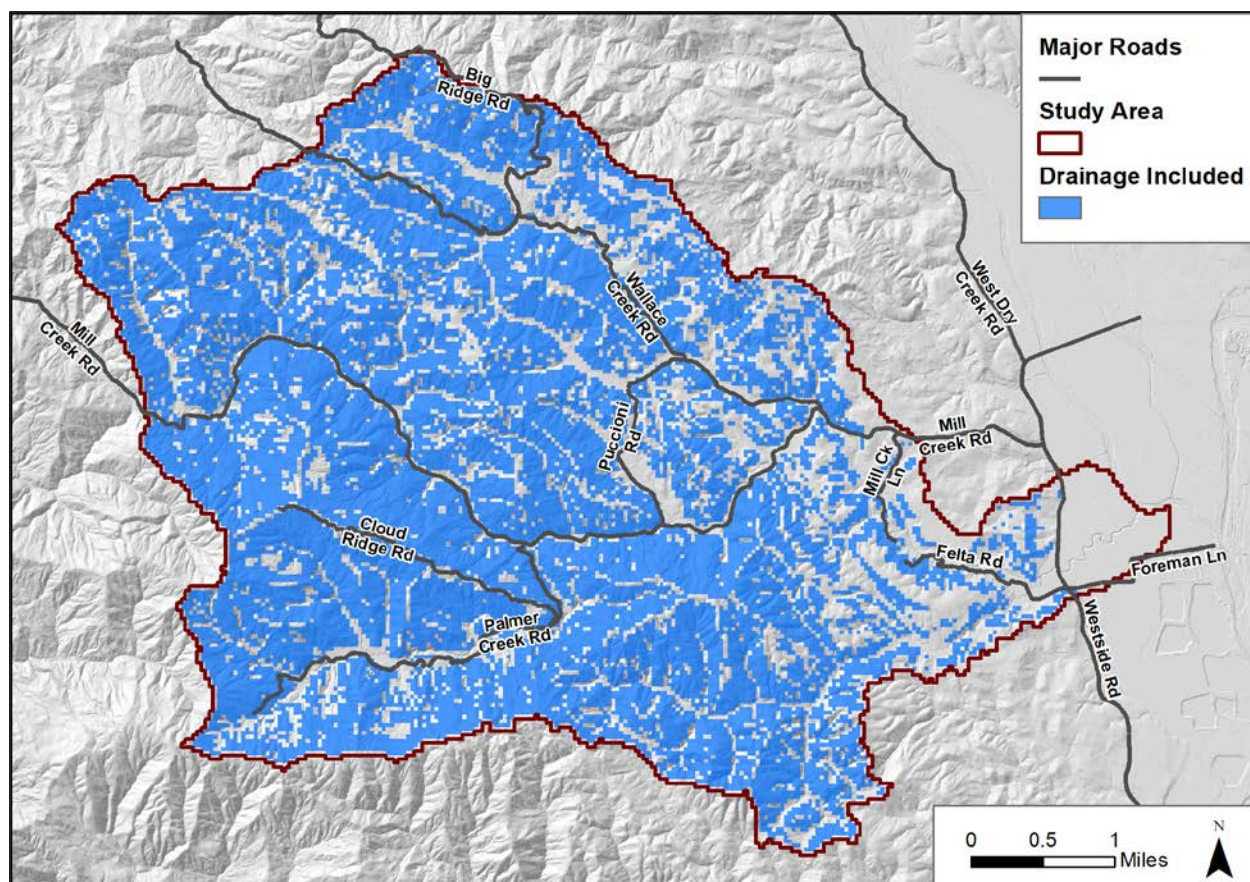 Major Roads
Study Area
Drainage Included
Big
Ridge Rd
West Dry
Creek Rd
Wallace
Creek Rd
Mill
Creek Rd
Puccioni
Rd
Mill
Creek Rd
Mill Ck
Ln
Cloud
Ridge Rd
Felta Rd
Foreman Ln
Palmer
Creek Rd
Westside Rd
N
0 0.5 1
Miles